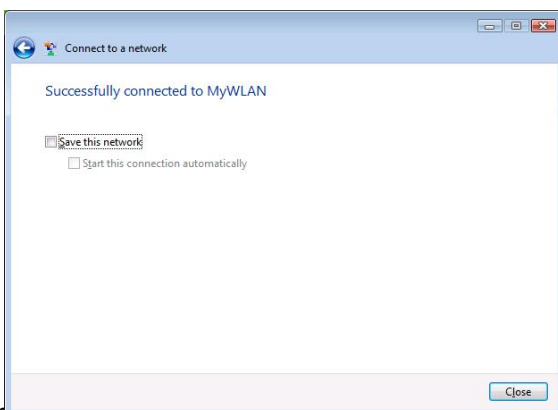 Connect to a network
Successfully connected to MyWLAN
Save this network
Start this connection automatically
Close